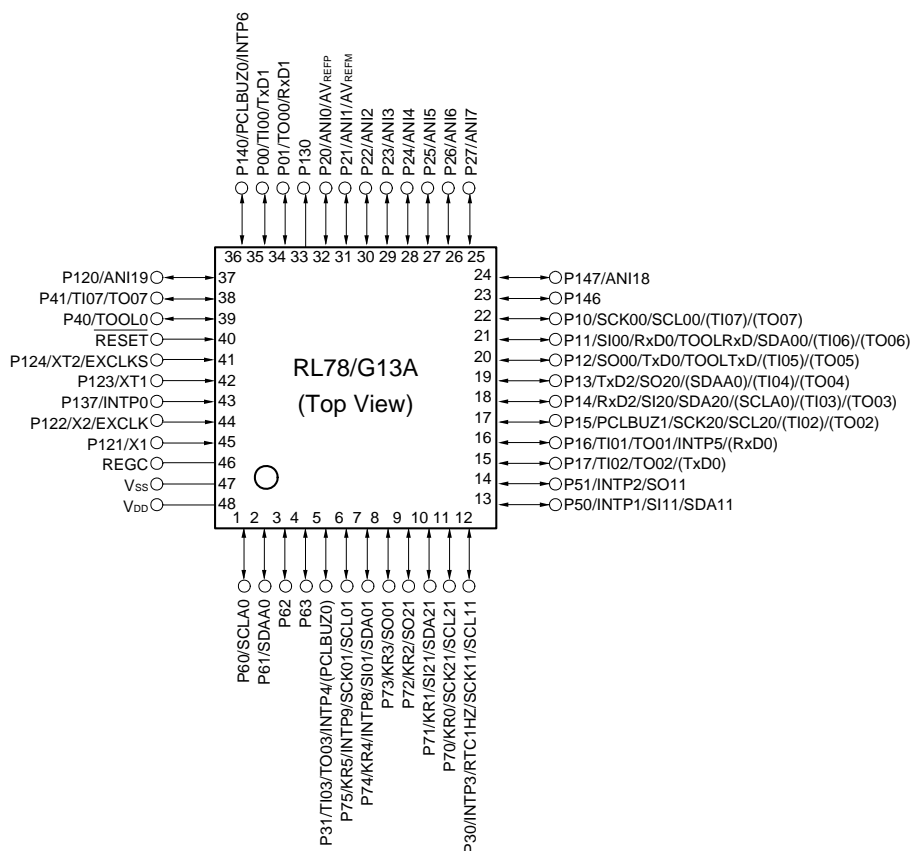 P140/PCLBUZ0/INTP6
P00/TI00/TxD1
P01/TO00/RxD1
P130
P20/ANI0/AVREFP
P21/ANI1/AVREFM
P22/ANI2
P23/ANI3
P24/ANI4
P25/ANI5
P26/ANI6
P27/ANI7
36 35 34 33 32 31 30 29 28 27 26 25
P120/ANI19 37
P41/TI07/TO07 38
P40/TOOL0 39
RESET 40
P124/XT2/EXCLKS 41
P123/XT1 42
P137/INTP0 43
P122/X2/EXCLK 44
P121/X1 45
REGC 46
VSS 47
VDD 48
RL78/G13A
(Top View)
24 P147/ANI18
23 P146
22 P10/SCK00/SCL00/(TI07)/(TO07)
21 P11/SI00/RxD0/TOOLRxD/SDA00/(TI06)/(TO06)
20 P12/SO00/TxD0/TOOLTxD/(TI05)/(TO05)
19 P13/TxD2/SO20/(SDAA0)/(TI04)/(TO04)
18 P14/RxD2/SI20/SDA20/(SCLA0)/(TI03)/(TO03)
17 P15/PCLBUZ1/SCK20/SCL20/(TI02)/(TO02)
16 P16/TI01/TO01/INTP5/(RxD0)
15 P17/TI02/TO02/(TxD0)
14 P51/INTP2/SO11
13 P50/INTP1/SI11/SDA11
1 2 3 4 5 6 7 8 9 10 11 12
P60/SCLA0
P61/SDAA0
P62
P63
P31/TI03/TO03/INTP4/(PCLBUZ0)
P75/KR5/INTP9/SCK01/SCL01
P74/KR4/INTP8/SI01/SDA01
P73/KR3/SO01
P72/KR2/SO21
P71/KR1/SI21/SDA21
P70/KR0/SCK21/SCL21
P30/INTP3/RTC1HZ/SCK11/SCL11